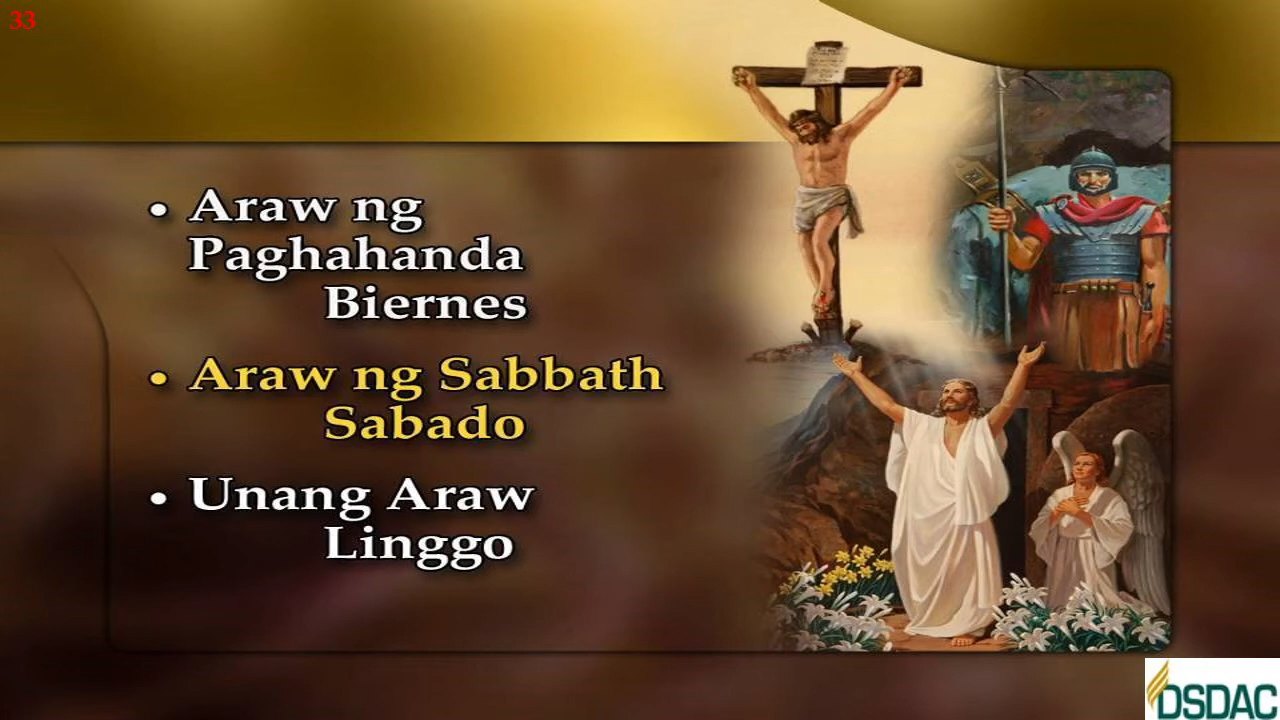 33
• Araw ng
Paghahanda
Biernes
• Araw ng Sabbath
Sabado
• Unang Araw
Linggo
DSDAC